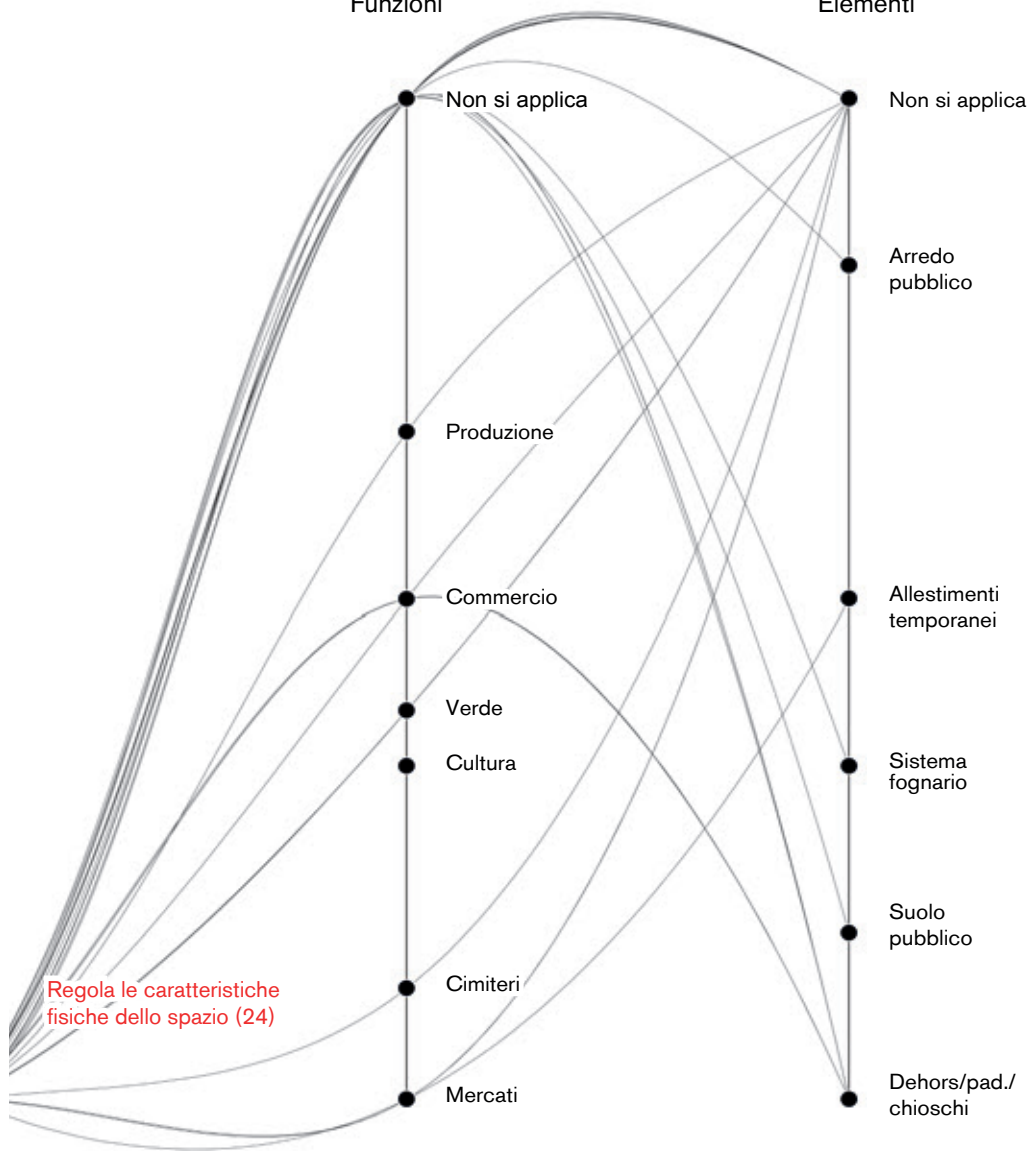 Funzioni
Elementi
Non si applica
Non si applica
Arredo
pubblico
Produzione
Commercio
Allestimenti
temporanei
Verde
Cultura
Sistema
fognario
Suolo
pubblico
Regola le caratteristiche
fisiche dello spazio (24)
Cimiteri
Mercati
Dehors/pad./
chioschi